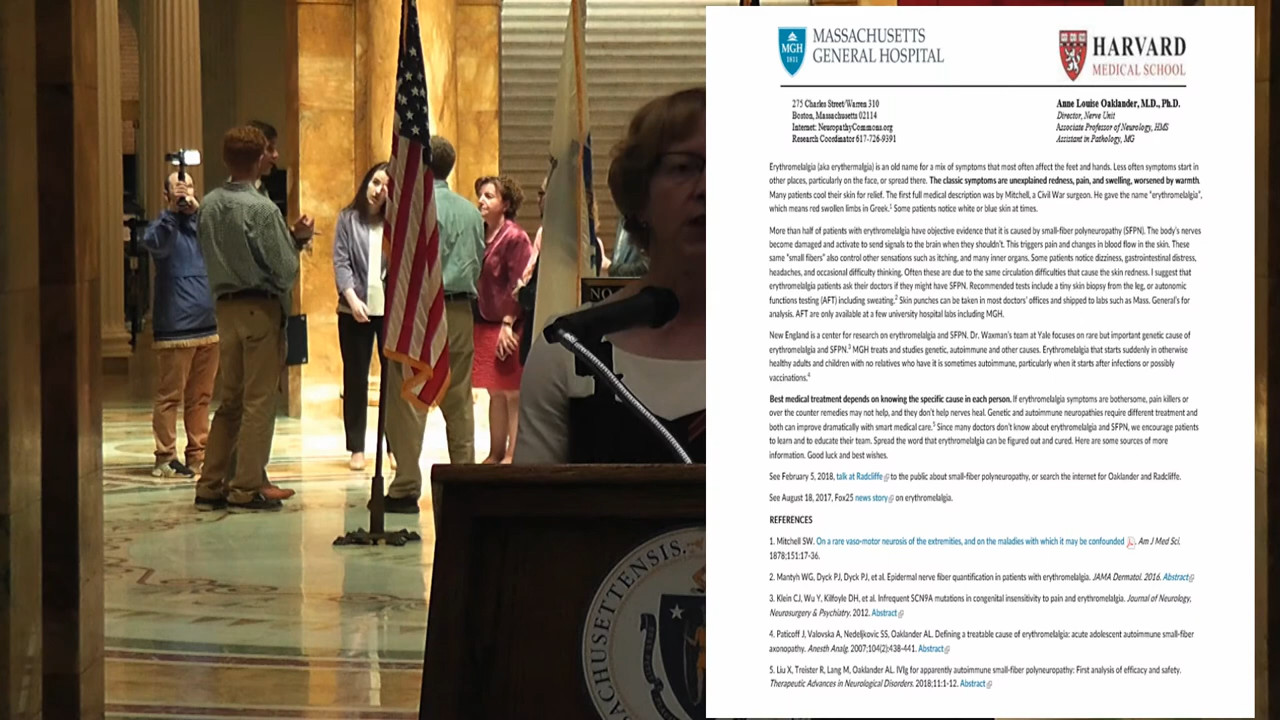 MASSACHUSETTS
GENERAL HOSPITAL
MGH
1811
HARVARD
MEDICAL SCHOOL
275 Charles Street/Warren 310
Boston, Massachusetts 02114
Internet: NeuropathyCommons.org
Research Coordinator 617-726-9391
Anne Louise Oaklander, M.D., Ph.D.
Director, Nerve Unit
Associate Professor of Neurology, HMS
Assistant in Pathology, MG
Erythromelalgia (aka erythermalgia) is an old name for a mix of symptoms that most often affect the feet and hands. Less often symptoms start in
other places, particularly on the face, or spread there. The classic symptoms are unexplained redness, pain, and swelling, worsened by warmth.
Many patients cool their skin for relief. The first full medical description was by Mitchell, a Civil War surgeon. He gave the name "erythromelalgia",
which means red swollen limbs in Greek.1 Some patients notice white or blue skin at times.
More than half of patients with erythromelalgia have objective evidence that it is caused by small-fiber polyneuropathy (SFPN). The body's nerves
become damaged and activate to send signals to the brain when they shouldn't. This triggers pain and changes in blood flow in the skin. These
same "small fibers" also control other sensations such as itching, and many inner organs. Some patients notice dizziness, gastrointestinal distress,
headaches, and occasional difficulty thinking. Often these are due to the same circulation difficulties that cause the skin redness. I suggest that
erythromelalgia patients ask their doctors if they might have SFPN. Recommended tests include a tiny skin biopsy from the leg, or autonomic
functions testing (AFT) including sweating.2 Skin punches can be taken in most doctors' offices and shipped to labs such as Mass. General's for
analysis. AFT are only available at a few university hospital labs including MGH.
New England is a center for research on erythromelalgia and SFPN. Dr. Waxman's team at Yale focuses on rare but important genetic cause of
erythromelalgia and SFPN.3 MGH treats and studies genetic, autoimmune and other causes. Erythromelalgia that starts suddenly in otherwise
healthy adults and children with no relatives who have it is sometimes autoimmune, particularly when it starts after infections or possibly
vaccinations.4
Best medical treatment depends on knowing the specific cause in each person. If erythromelalgia symptoms are bothersome, pain killers or
over the counter remedies may not help, and they don't help nerves heal. Genetic and autoimmune neuropathies require different treatment and
both can improve dramatically with smart medical care.5 Since many doctors don't know about erythromelalgia and SFPN, we encourage patients
to learn and to educate their team. Spread the word that erythromelalgia can be figured out and cured. Here are some sources of more
information. Good luck and best wishes.
See February 5, 2018, talk at Radcliffe to the public about small-fiber polyneuropathy, or search the internet for Oaklander and Radcliffe.
See August 18, 2017, Fox25 news story on erythromelalgia.
REFERENCES
1. Mitchell SW. On a rare vaso-motor neurosis of the extremities, and on the maladies with which it may be confounded . Am J Med Sci.
1878;151:17-36.
2. Mantyh WG, Dyck PJ, Dyck PJ, et al. Epidermal nerve fiber quantification in patients with erythromelalgia. JAMA Dermatol. 2016. Abstract
3. Klein CJ, Wu Y, Kilfoyle DH, et al. Infrequent SCN9A mutations in congenital insensitivity to pain and erythromelalgia. Journal of Neurology,
Neurosurgery & Psychiatry. 2012. Abstract
4. Paticoff J, Valovska A, Nedeljkovic SS, Oaklander AL. Defining a treatable cause of erythromelalgia: acute adolescent autoimmune small-fiber
axonopathy. Anesth Analg. 2007;104(2):438-441. Abstract
5. Liu X, Treister R, Lang M, Oaklander AL. IVIg for apparently autoimmune small-fiber polyneuropathy: First analysis of efficacy and safety.
Therapeutic Advances in Neurological Disorders. 2018;11:1-12. Abstract
NO